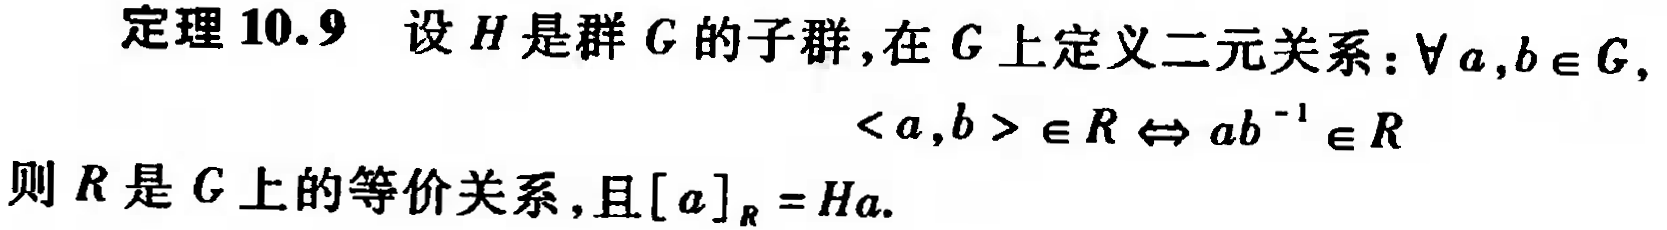 定理 10.9 设 H 是群 G 的子群,在 G 上定义二元关系:∀ a,b∈G,
<a,b> ∈R⇔ab⁻¹∈R
则 R 是 G 上的等价关系,且[a]_R = Ha.